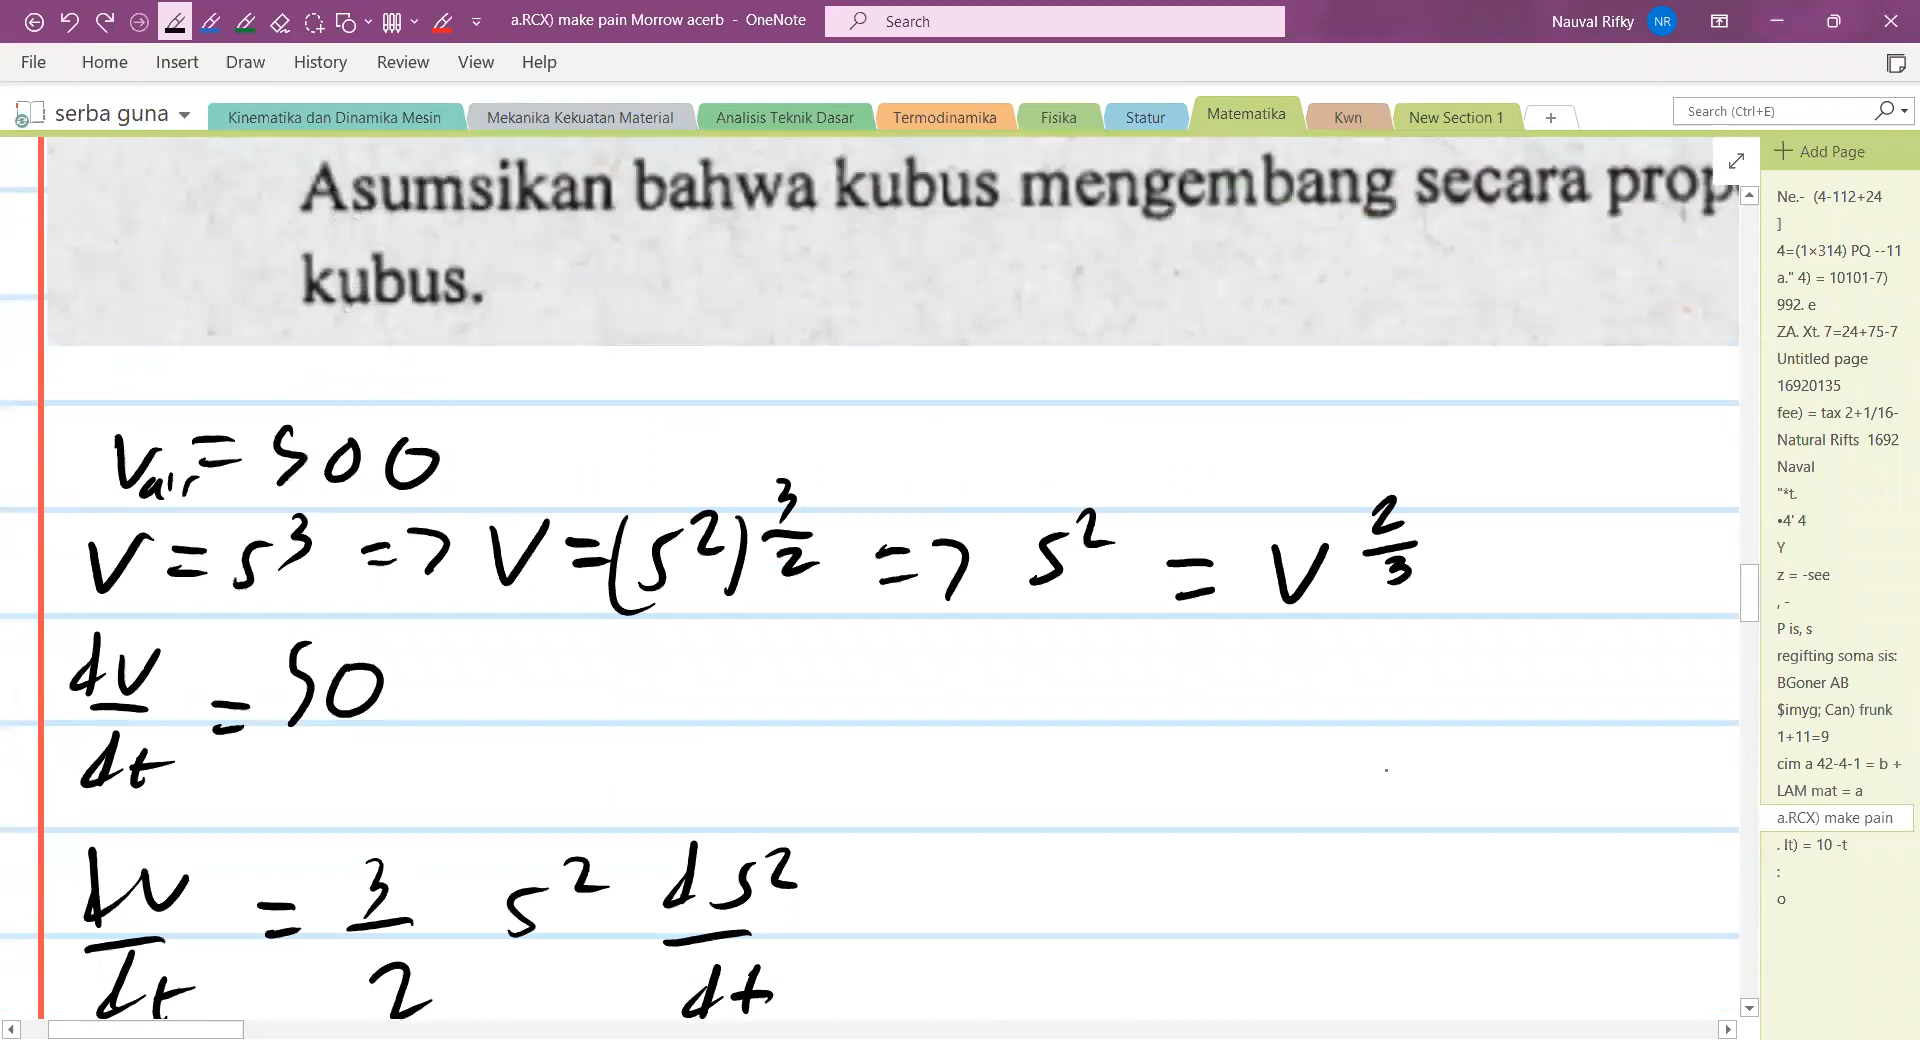 a.RCX) make pain Morrow acerb - OneNote
Search
Nauval Rifky
NR
File Home Insert Draw History Review View Help
serba guna
Kinematika dan Dinamika Mesin
Mekanika Kekuatan Material
Analisis Teknik Dasar
Termodinamika
Fisika
Statur
Matematika
Kwn
New Section 1
+
Search (Ctrl+E)
Asumsikan bahwa kubus mengembang secara prop
kubus.
Vair = 500
V = s^3 => V = (s^2)^3/2 => s^2 = V^2/3
dV/dt = 50
dV/dt = 3/2 s^2 ds^2/dt
Add Page
Ne.- (4-112+24
]
4=(1×314) PQ --11
a." 4) = 10101-7)
992. e
ZA. Xt. 7=24+75-7
Untitled page
16920135
fee) = tax 2+1/16-
Natural Rifts 1692
Naval
"*t.
•4' 4
Y
z = -see
, -
P is, s
regifting soma sis:
BGoner AB
$imyg; Can) frunk
1+11=9
cim a 42-4-1 = b +
LAM mat = a
a.RCX) make pain
. It) = 10 -t
:
o